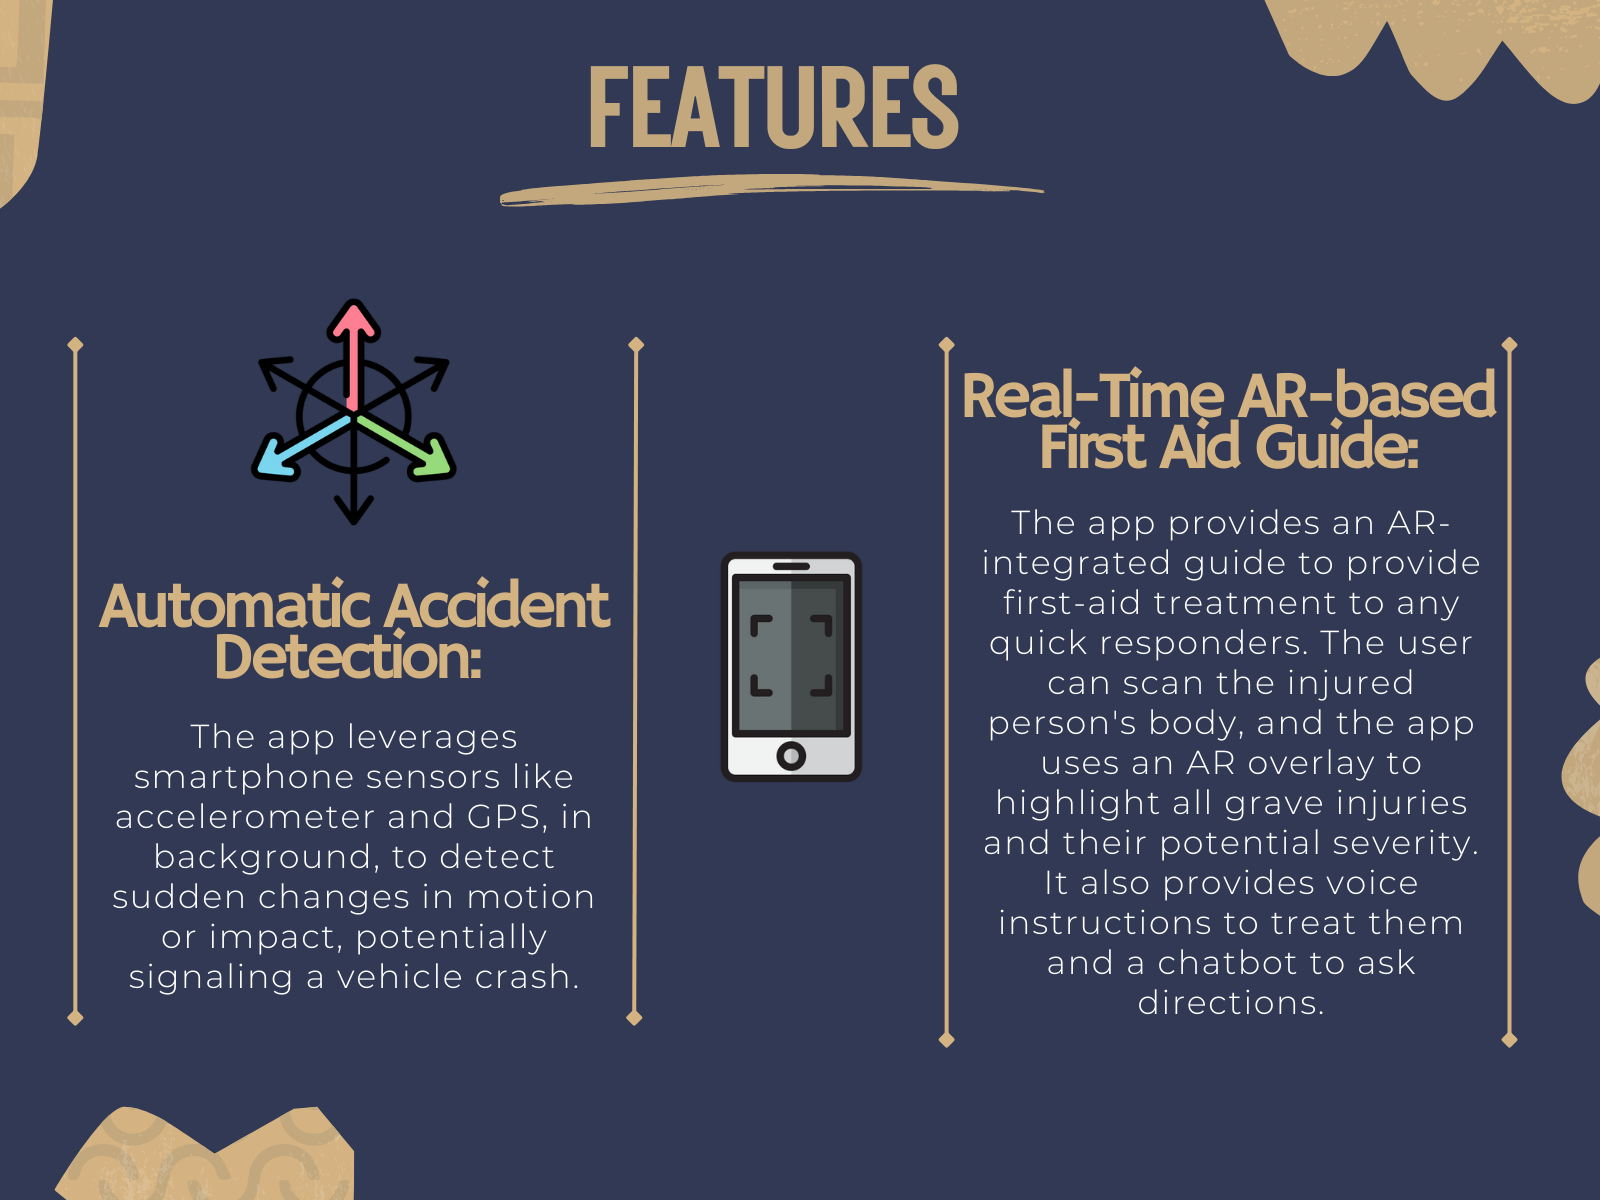 FEATURES
Automatic Accident
Detection:
The app leverages
smartphone sensors like
accelerometer and GPS, in
background, to detect
sudden changes in motion
or impact, potentially
signaling a vehicle crash.
Real-Time AR-based
First Aid Guide:
The app provides an AR-
integrated guide to provide
first-aid treatment to any
quick responders. The user
can scan the injured
person's body, and the app
uses an AR overlay to
highlight all grave injuries
and their potential severity.
It also provides voice
instructions to treat them
and a chatbot to ask
directions.